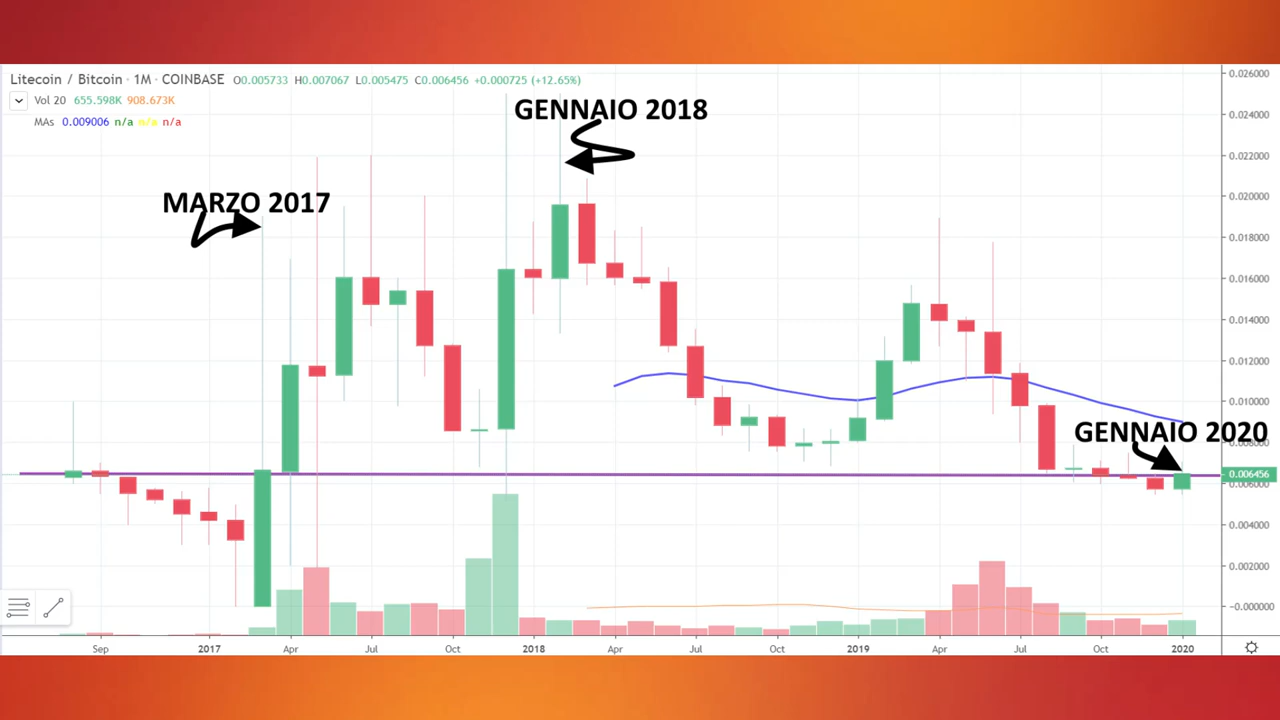 Litecoin / Bitcoin · 1M · COINBASE O0.005733 H0.007067 L0.005475 C0.006456 +0.000725 (+12.65%)
Vol 20 655.598K 908.673K
MAs 0.009006 n/a n/a n/a
GENNAIO 2018
MARZO 2017
GENNAIO 2020
0.026000
0.024000
0.022000
0.020000
0.018000
0.016000
0.014000
0.012000
0.010000
0.006456
0.006000
0.004000
0.002000
−0.000000
Sep 2017 Apr Jul Oct 2018 Apr Jul Oct 2019 Apr Jul Oct 2020